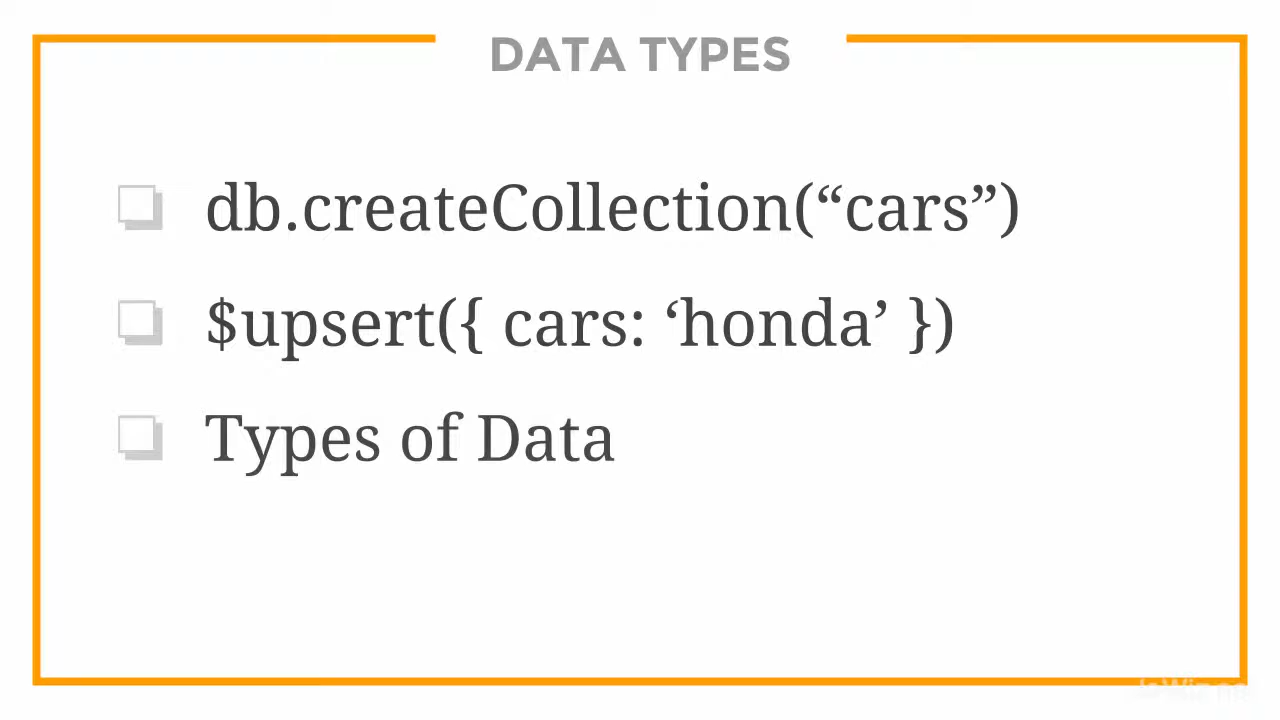 DATA TYPES
db.createCollection(“cars”)
$upsert({ cars: ‘honda’ })
Types of Data